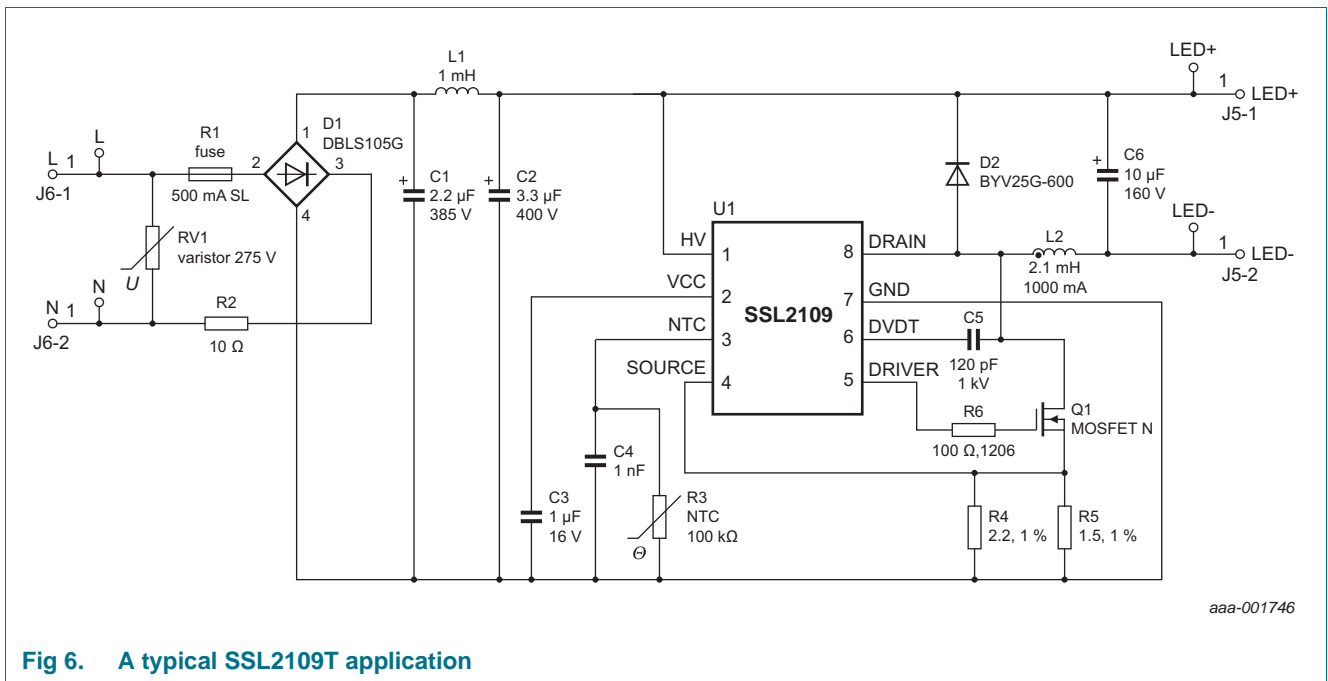 L1
1 mH
LED+
1
LED+
J5-1
R1
fuse
500 mA SL
L
L 1
J6-1
2
1
D1
DBLS105G
3
4
+
C1
2.2 µF
385 V
+
C2
3.3 µF
400 V
D2
BYV25G-600
+
C6
10 µF
160 V
LED-
1
LED-
J5-2
RV1
varistor 275 V
U
N
N 1
J6-2
R2
10 Ω
U1
SSL2109
HV
1
VCC
2
NTC
3
SOURCE
4
8
DRAIN
7
GND
6
DVDT
5
DRIVER
L2
2.1 mH
1000 mA
C5
120 pF
1 kV
R6
100 Ω,1206
Q1
MOSFET N
C4
1 nF
C3
1 µF
16 V
R3
NTC
100 kΩ
Θ
R4
2.2, 1 %
R5
1.5, 1 %
aaa-001746
Fig 6. A typical SSL2109T application